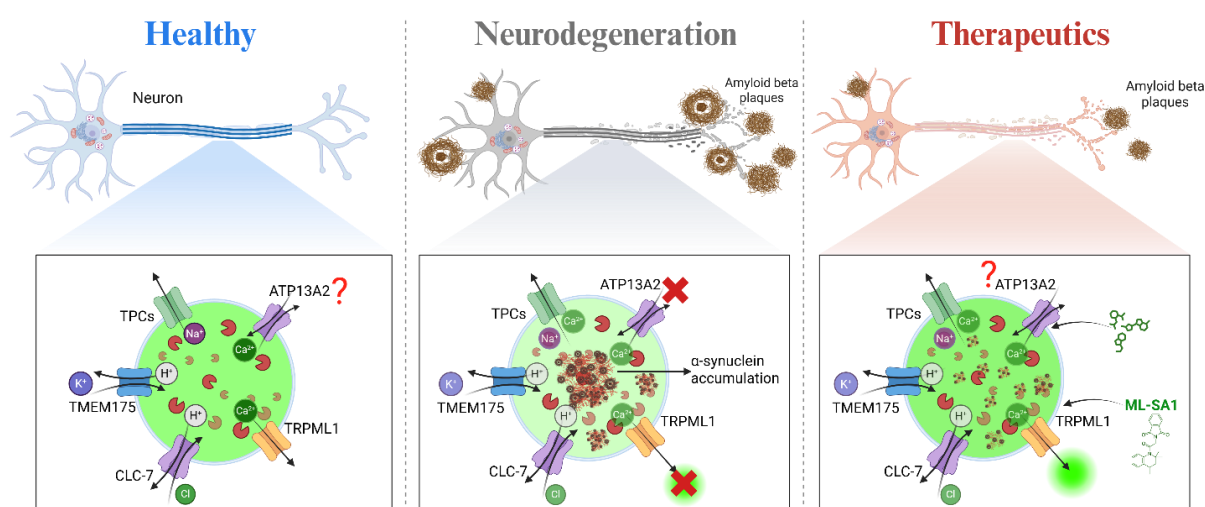 Healthy
Neurodegeneration
Therapeutics
Neuron
Amyloid beta
plaques
Amyloid beta
plaques
ATP13A2?
TPCs
Na⁺
Ca²⁺
H⁺
K⁺
TMEM175
H⁺
Ca²⁺
TRPML1
CLC-7
Cl
ATP13A2
TPCs
Ca²⁺
Na⁺
Ca²⁺
H⁺
α-synuclein
accumulation
K⁺
TMEM175
H⁺
Ca²⁺
TRPML1
CLC-7
Cl
?
ATP13A2
TPCs
Ca²⁺
Na⁺
Ca²⁺
H⁺
K⁺
TMEM175
H⁺
Ca²⁺
TRPML1
ML-SA1
CLC-7
Cl